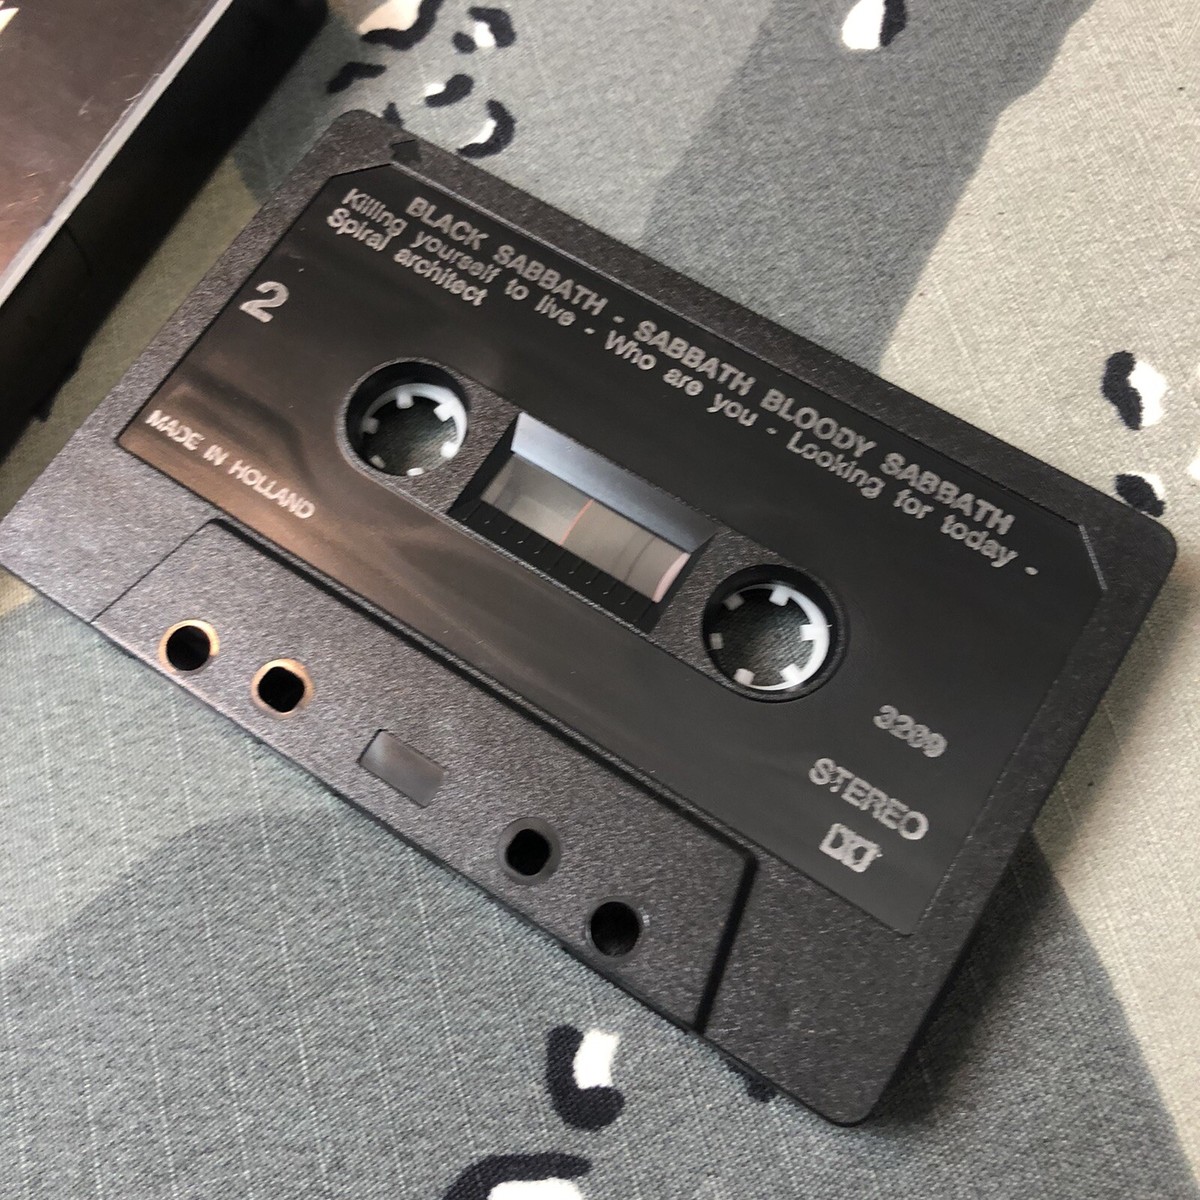 BLACK SABBATH - SABBATH BLOODY SABBATH
Killing yourself to live - Who are you - Looking for today -
Spiral architect
2
MADE IN HOLLAND
3209
STEREO